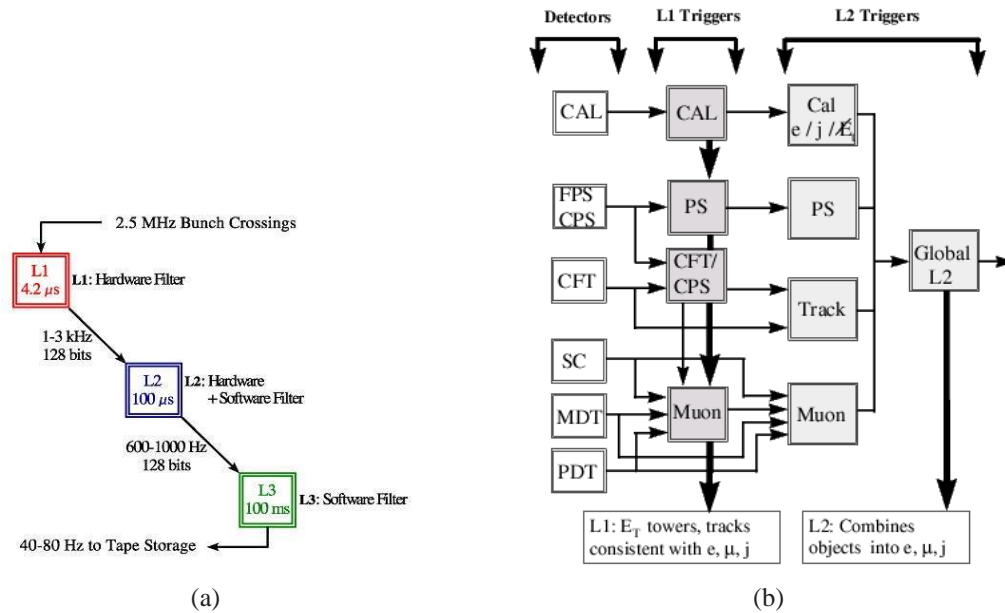 2.5 MHz Bunch Crossings
L1
4.2 μs
L1: Hardware Filter
1-3 kHz
128 bits
L2
100 μs
L2: Hardware
+ Software Filter
600-1000 Hz
128 bits
L3
100 ms
L3: Software Filter
40-80 Hz to Tape Storage
(a)
Detectors
L1 Triggers
L2 Triggers
CAL
CAL
Cal
e / j / E̸t
FPS
CPS
PS
PS
CFT
CFT/
CPS
Track
Global
L2
SC
MDT
PDT
Muon
Muon
L1: ET towers, tracks
consistent with e, μ, j
L2: Combines
objects into e, μ, j
(b)